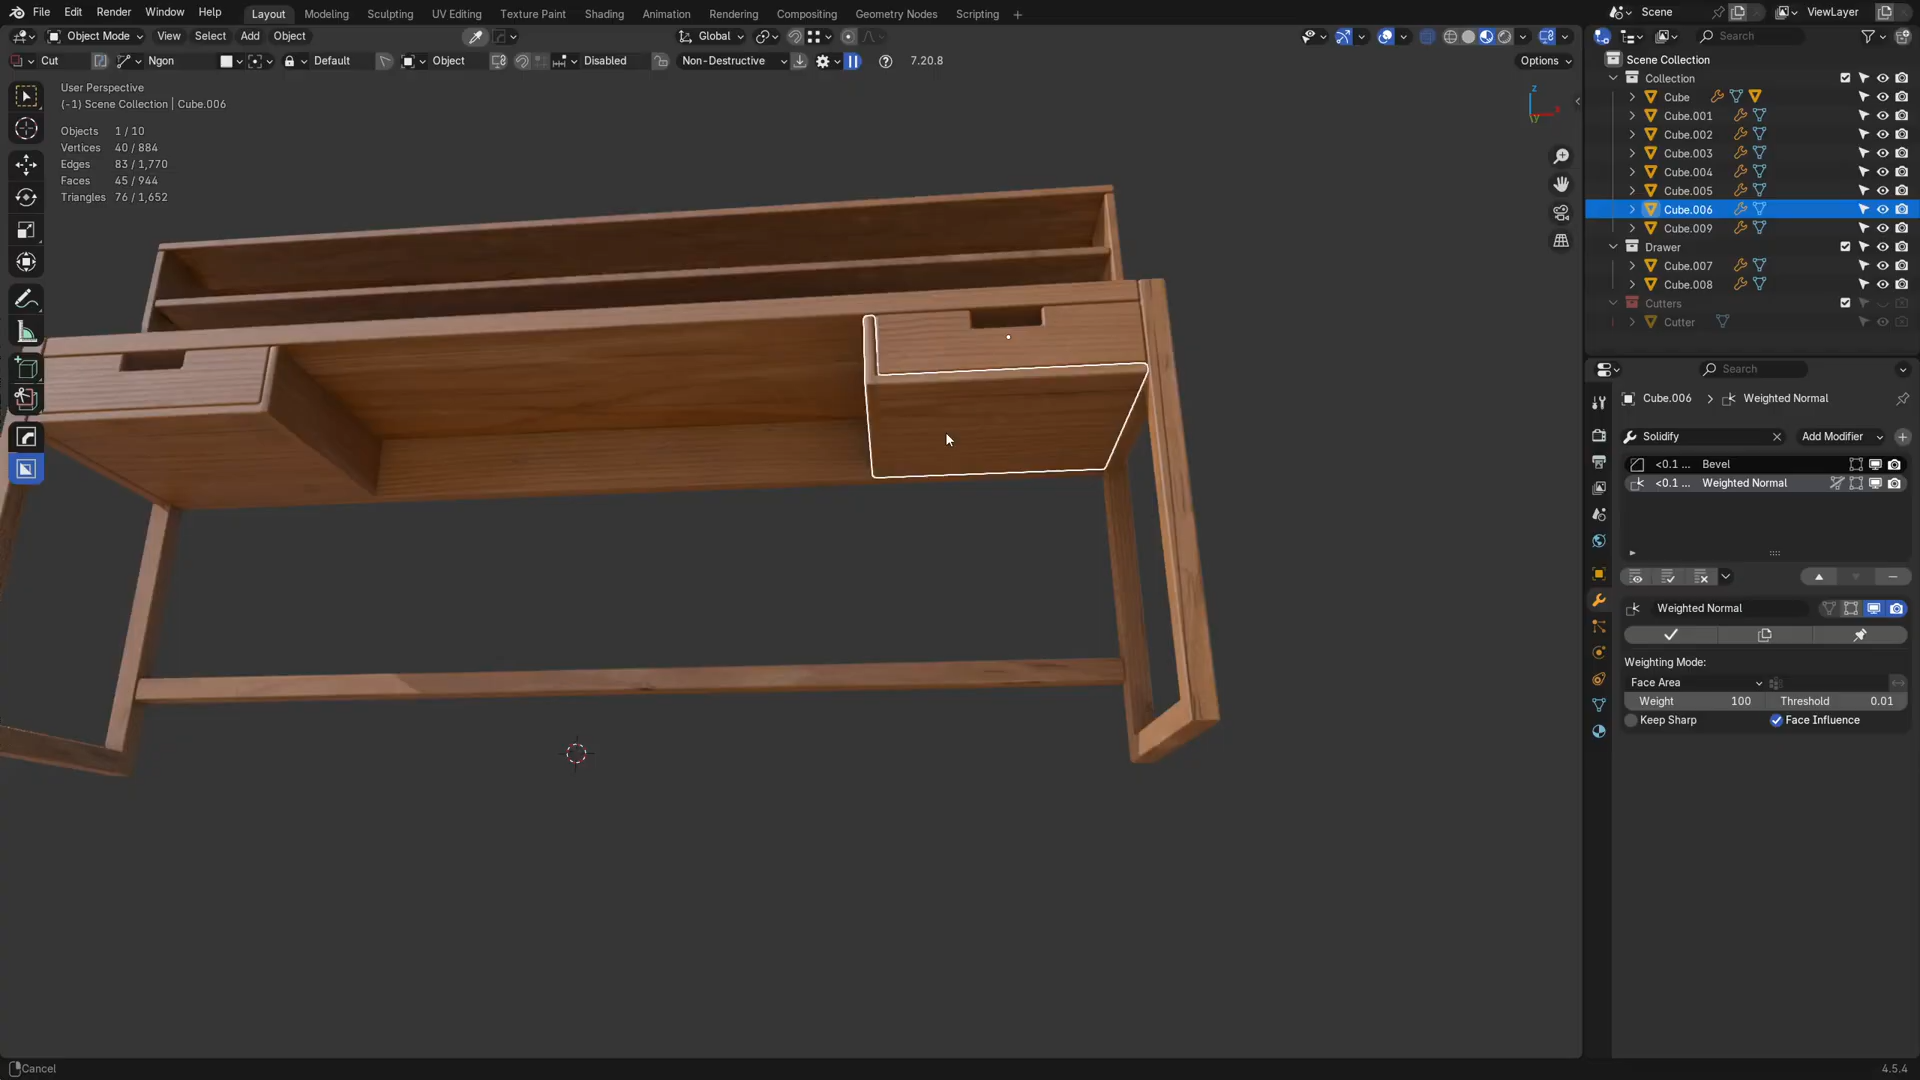 File Edit Render Window Help Layout Modeling Sculpting UV Editing Texture Paint Shading Animation Rendering Compositing Geometry Nodes Scripting + Scene ViewLayer
Object Mode View Select Add Object Global Search
Cut Ngon Default Object Disabled Non-Destructive 7.20.8 Options
User Perspective
(-1) Scene Collection | Cube.006
Objects 1 / 10
Vertices 40 / 884
Edges 83 / 1,770
Faces 45 / 944
Triangles 76 / 1,652
Z
X
Y
Scene Collection
Collection
Cube
Cube.001
Cube.002
Cube.003
Cube.004
Cube.005
Cube.006
Cube.009
Drawer
Cube.007
Cube.008
Cutters
Cutter
Search
Cube.006 > Weighted Normal
Solidify Add Modifier
<0.1 ... Bevel
<0.1 ... Weighted Normal
Weighted Normal
Weighting Mode:
Face Area
Weight 100 Threshold 0.01
Keep Sharp Face Influence
Cancel 4.5.4